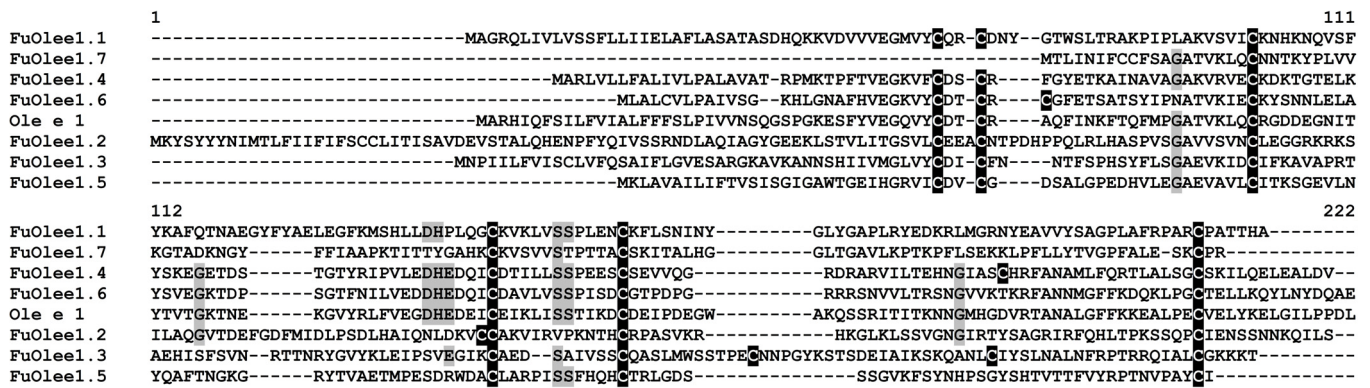 1 111
FuOlee1.1 -----------------------------MAGRQLIVLVSSFLLIIELAFLASATASDHQKKVDVVVEGMVYCQR-CDNY--GTWSLTRAKPIPLAKVSVICKNHKNQVSF
FuOlee1.7 ----------------------------------------------------------------------------------MTLINIFCCFSAGATVKLQCNNTKYPLVV
FuOlee1.4 -------------------------------------MARLVLLFALIVLPALAVAT-RPMKTPFTVEGKVFCDS-CR-----FGYETKAINAVAGAKVRVECKDKTGTELK
FuOlee1.6 -------------------------------------------MLALCVLPAIVSG--KHLGNAFHVEGKVYCDT-CR-----CGFETSATSYIPNATVKIECKYSNNLELA
Ole e 1 ------------------------------MARHIQFSILFVIALFFFSLPIVVNSQGSPGKESFYVEGQVYCDT-CR-----AQFINKFTQFMPGATVKLQCRGDDEGNIT
FuOlee1.2 MKYSYYYNIMTLFIIFIFSCCLITISAVDEVSTALQHENPFYQIVSSRNDLAQIAGYGEEKLSTVLITGSVLCEEACNTPDHPPQLRLHASPVSGAVVSVNCLEGGRKRKS
FuOlee1.3 ----------------------------MNPIILFVISCLVFQSAIFLGVESARGKAVKANNSHIIVMGLVYCDI-CFN----NTFSPHSYFLSGAEVKIDCIFKAVAPRT
FuOlee1.5 -------------------------------------------MKLAVAILIFTVSISGIGAWTGEIHGRVICDV-CG-----DSALGPEDHVLEGAEVAVLCITKSGEVLN
112 222
FuOlee1.1 YKAFQTNAEGYFYAELEGFKMSHLLDHPLQGCKVKLVSSPLENCKFLSNINY---------GLYGAPLRYEDKRLMGRNYEAVVYSAGPLAFRPARCPATTHA--------
FuOlee1.7 KGTADKNGY------FFIAAPKTITTYGAHKCKVSVVSTPTTACKITALHG----------GLTGAVLKPTKPFLSEKKLPFLLYTVGPFALE-SKCPR------------
FuOlee1.4 YSKEGETDS------TGTYRIPVLEDHEDQICDTILLSSPEESCSEVVQG-----------RDRARVILTEHNGIASCHRFANAMLFQRTLALSGCSKILQELEALDV--
FuOlee1.6 YSVEGKTDP------SGTFNILVEDDHEDQICDAVLVSSPISDCGTPDPG-----------RRRSNVVLTRSNGVVKTKRFANNMGFFKDQKLPGCTELLKQYLNYDQAE
Ole e 1 YTVTGKTNE------KGVYRLFVEGDHEDEICEIKLISSTIKDCDEIPDEGW---------AKQSSRITITKNNGMHGDVRTANALGFFKKEALPECVELYKELGILPPDL
FuOlee1.2 ILAQGVTDEFGDFMIDLPSDLHAIQNLDKVCCAKVIRVPKNTHCRPASVKR----------HKGLKLSSVGNGIRTYSAGRIRFQHLTPKSSQPCIENSSNNKQILS---
FuOlee1.3 AEHISFSVN---RTTNRYGVYKLEIPSVEGIKCAED--SAIVSSCQASLMWSSTPECNNPGYKSTSDEIAIKSKQANLCIYSLNALNFRPTRRQIALCGKKKT--------
FuOlee1.5 YQAFTNGKG------RYTVAETMPESDRWDACLARPISSFHQHCTRLGDS-----------SSGVKFSYNHPSGYSHTVTTFVYRPTNVPAYCI--------------